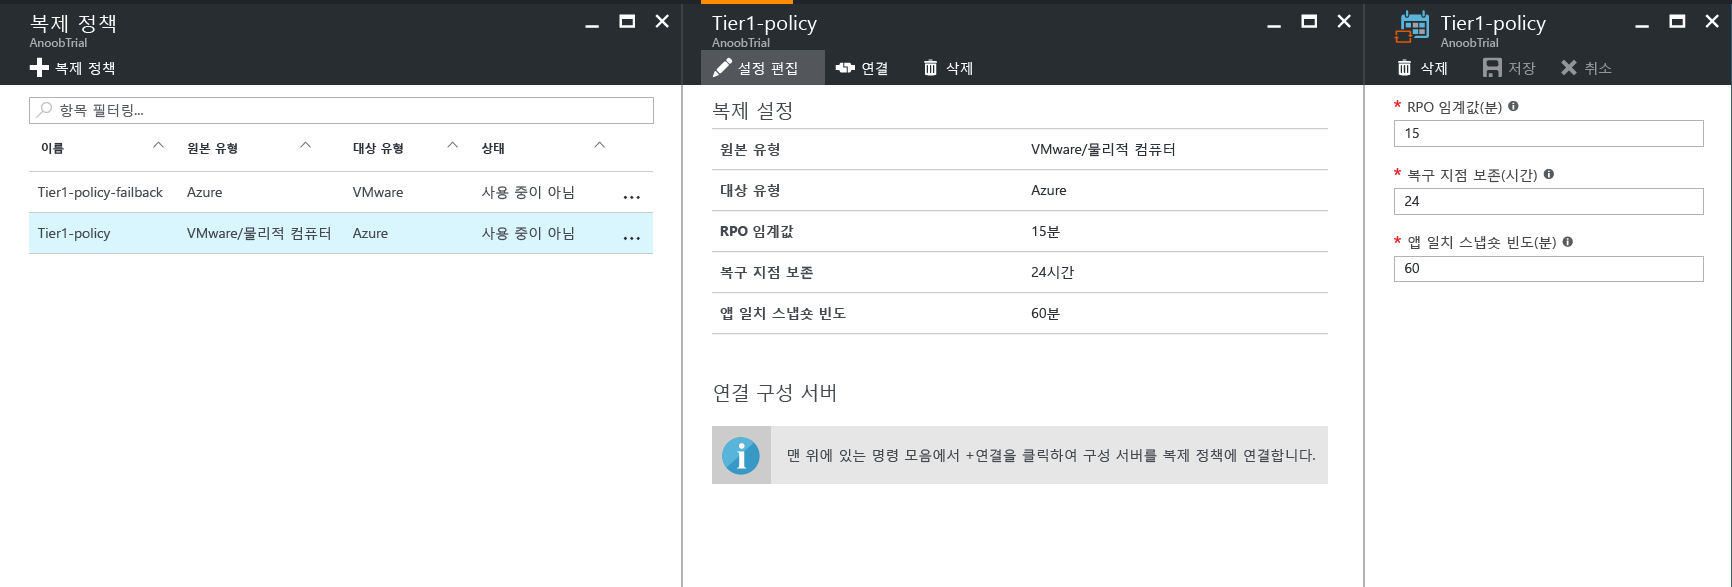 복제 정책
AnoobTrial
복제 정책
항목 필터링...
이름 원본 유형 대상 유형 상태
Tier1-policy-failback Azure VMware 사용 중이 아님 ...
Tier1-policy VMware/물리적 컴퓨터 Azure 사용 중이 아님 ...
Tier1-policy
AnoobTrial
설정 편집 연결 삭제
복제 설정
원본 유형 VMware/물리적 컴퓨터
대상 유형 Azure
RPO 임계값 15분
복구 지점 보존 24시간
앱 일치 스냅숏 빈도 60분
연결 구성 서버
맨 위에 있는 명령 모음에서 +연결을 클릭하여 구성 서버를 복제 정책에 연결합니다.
Tier1-policy
AnoobTrial
삭제 저장 취소
* RPO 임계값(분)
15
* 복구 지점 보존(시간)
24
* 앱 일치 스냅숏 빈도(분)
60